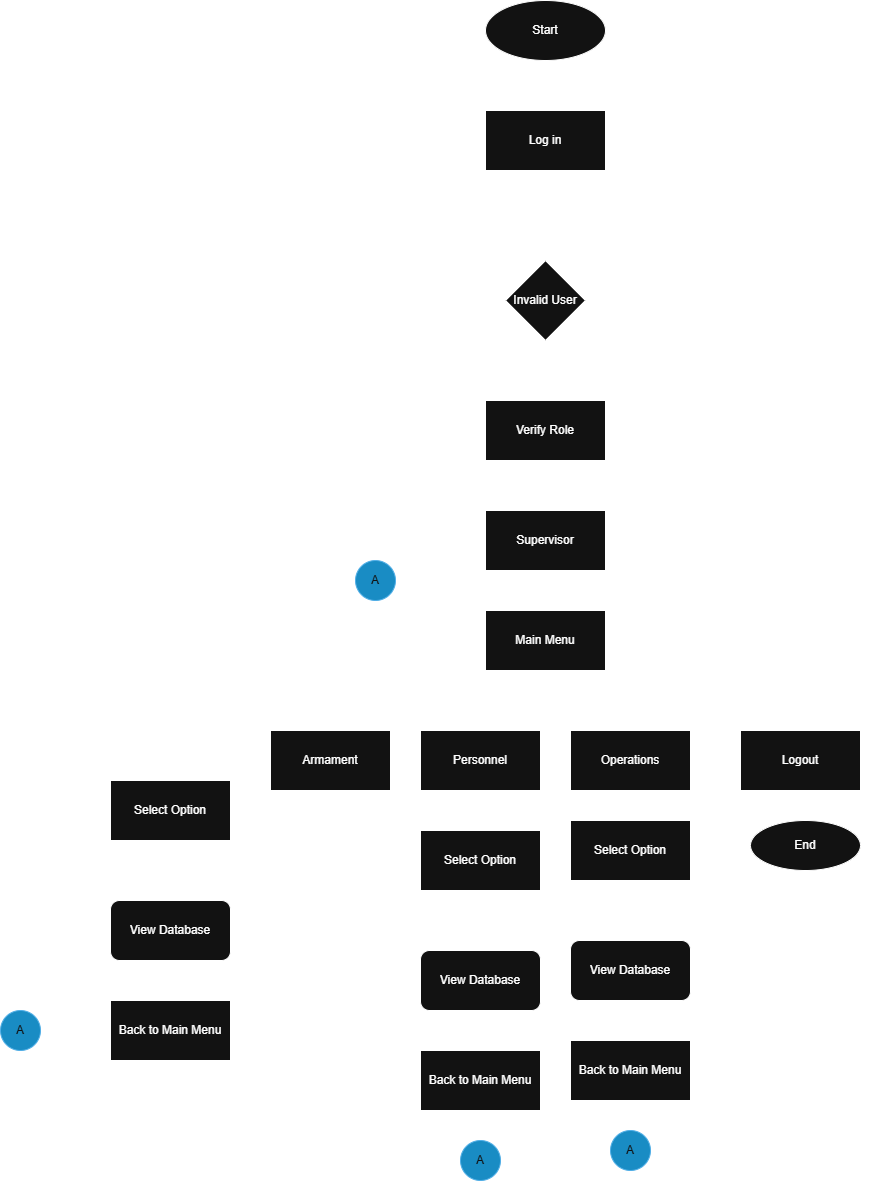 Start
Log in
Invalid User
Verify Role
Supervisor
A
Main Menu
Armament
Personnel
Operations
Logout
Select Option
Select Option
Select Option
End
View Database
View Database
View Database
A
Back to Main Menu
Back to Main Menu
Back to Main Menu
A
A